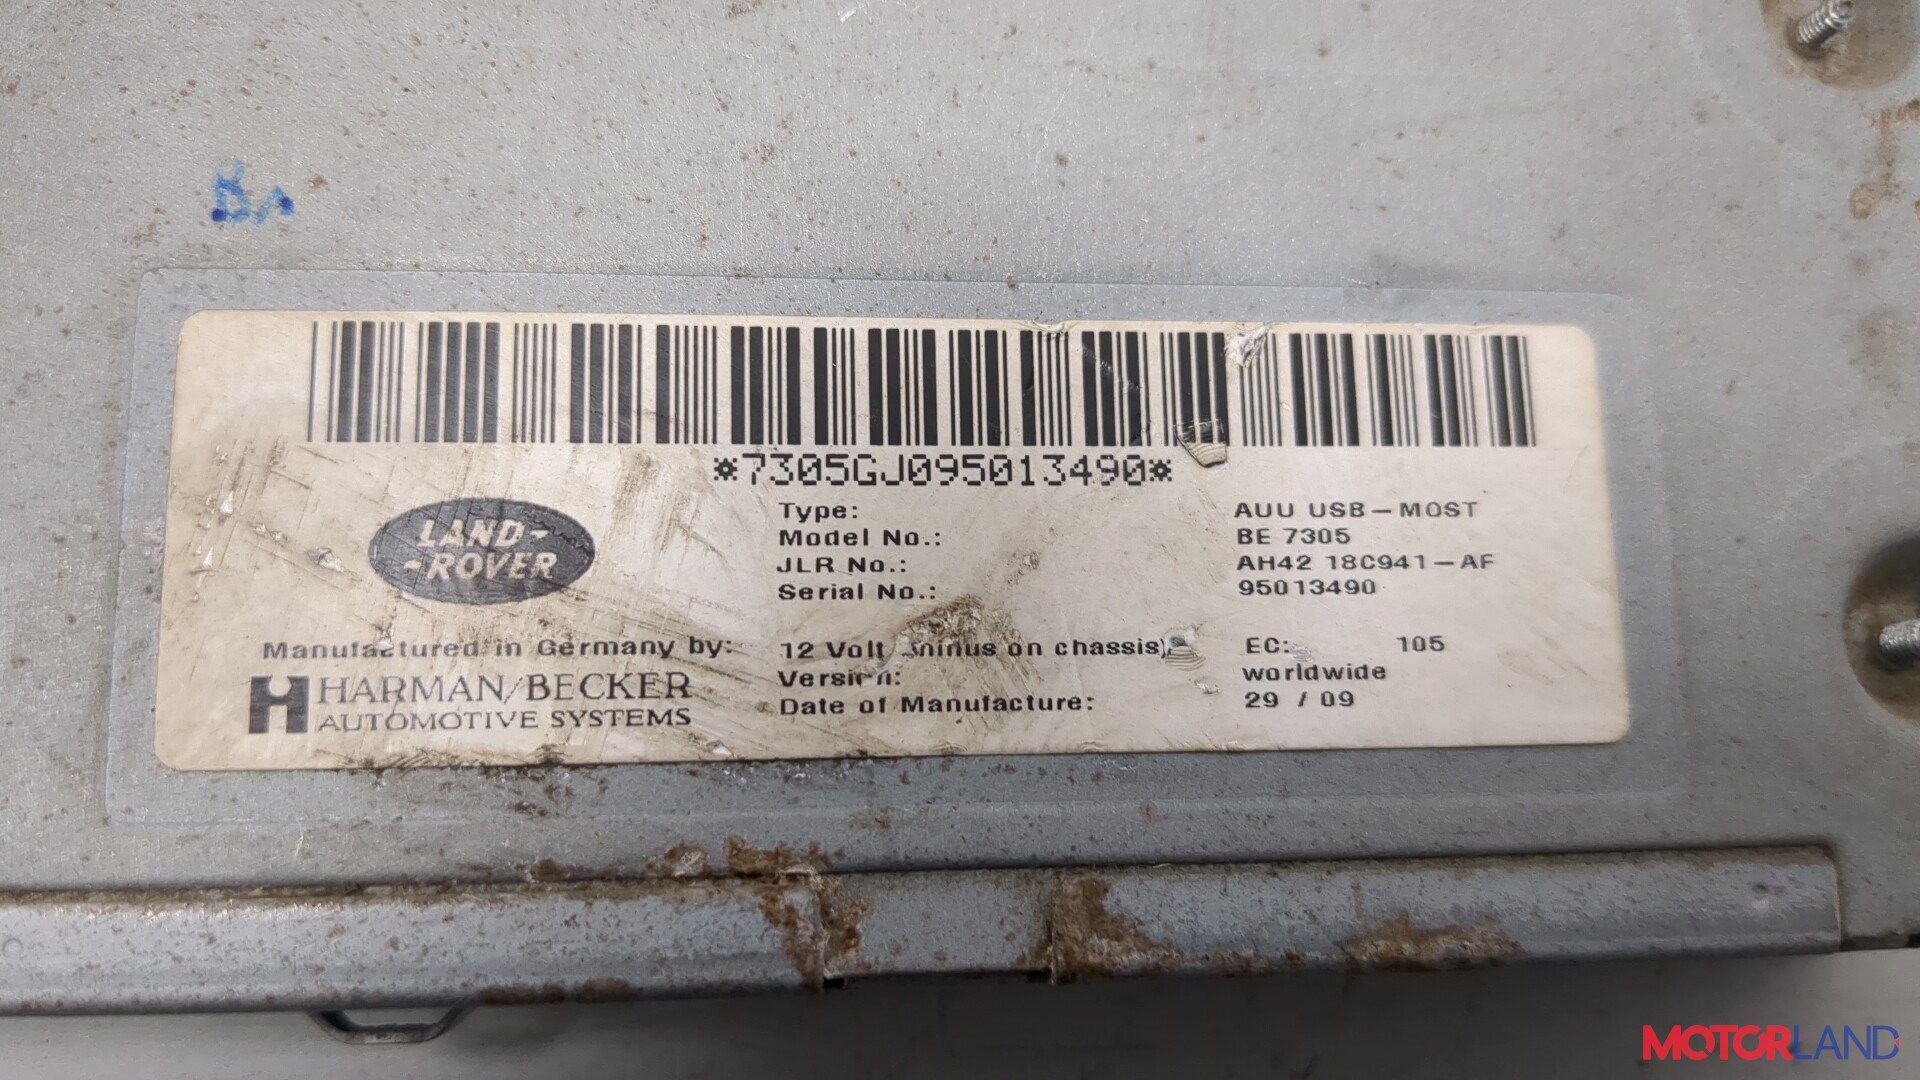 *7305GJ095013490*
LAND-
-ROVER
Type: AUU USB-MOST
Model No.: BE 7305
JLR No.: AH42 18C941-AF
Serial No.: 95013490
Manufactured in Germany by:
H HARMAN/BECKER
AUTOMOTIVE SYSTEMS
12 Volt (minus on chassis) EC: 105
Version: worldwide
Date of Manufacture: 29 / 09
MOTORLAND